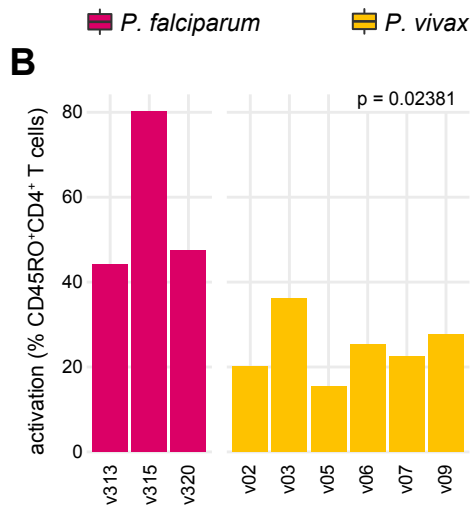 P. falciparum
P. vivax
B
p = 0.02381
activation (% CD45RO⁺CD4⁺ T cells)
80
60
40
20
0
v313
v315
v320
v02
v03
v05
v06
v07
v09